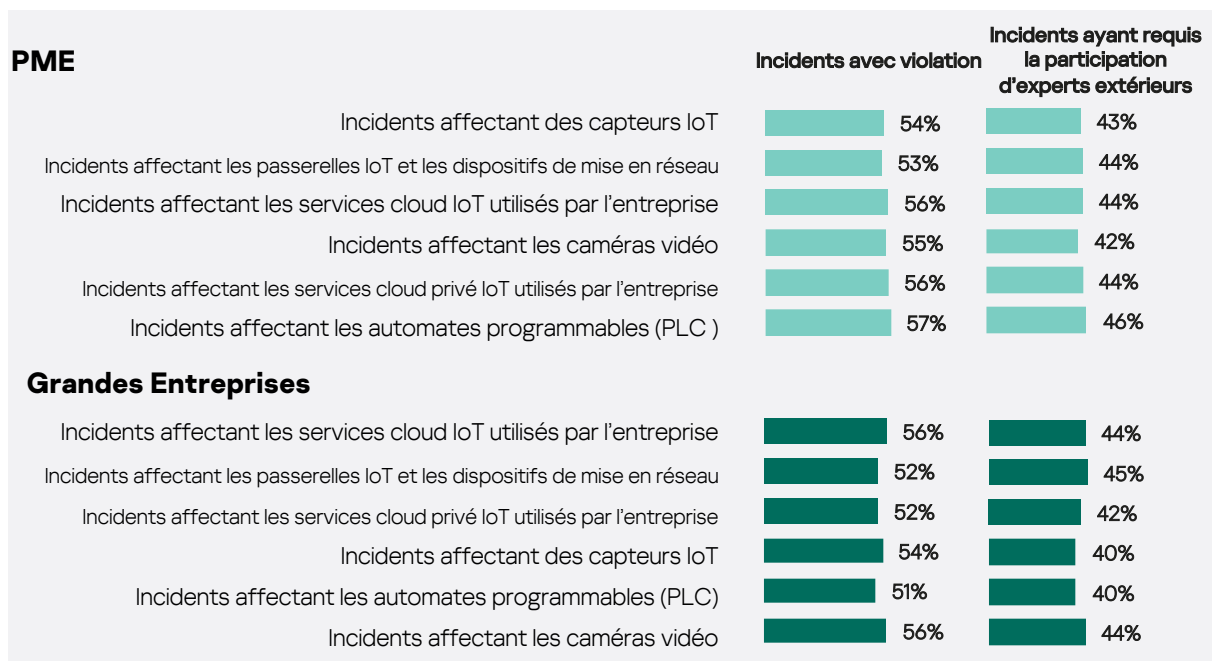 PME
Incidents avec violation
Incidents ayant requis
la participation
d'experts extérieurs
Incidents affectant des capteurs IoT 54% 43%
Incidents affectant les passerelles IoT et les dispositifs de mise en réseau 53% 44%
Incidents affectant les services cloud IoT utilisés par l'entreprise 56% 44%
Incidents affectant les caméras vidéo 55% 42%
Incidents affectant les services cloud privé IoT utilisés par l'entreprise 56% 44%
Incidents affectant les automates programmables (PLC ) 57% 46%
Grandes Entreprises
Incidents affectant les services cloud IoT utilisés par l'entreprise 56% 44%
Incidents affectant les passerelles IoT et les dispositifs de mise en réseau 52% 45%
Incidents affectant les services cloud privé IoT utilisés par l'entreprise 52% 42%
Incidents affectant des capteurs IoT 54% 40%
Incidents affectant les automates programmables (PLC) 51% 40%
Incidents affectant les caméras vidéo 56% 44%